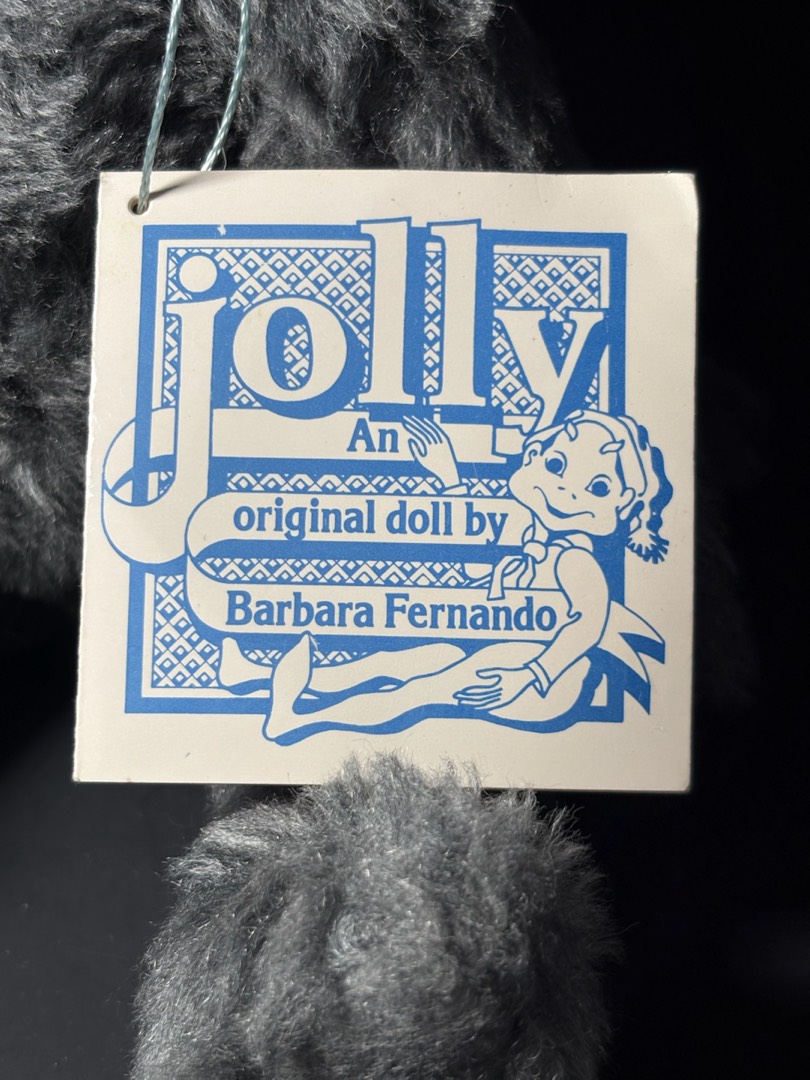 jolly
An
original doll by
Barbara Fernando